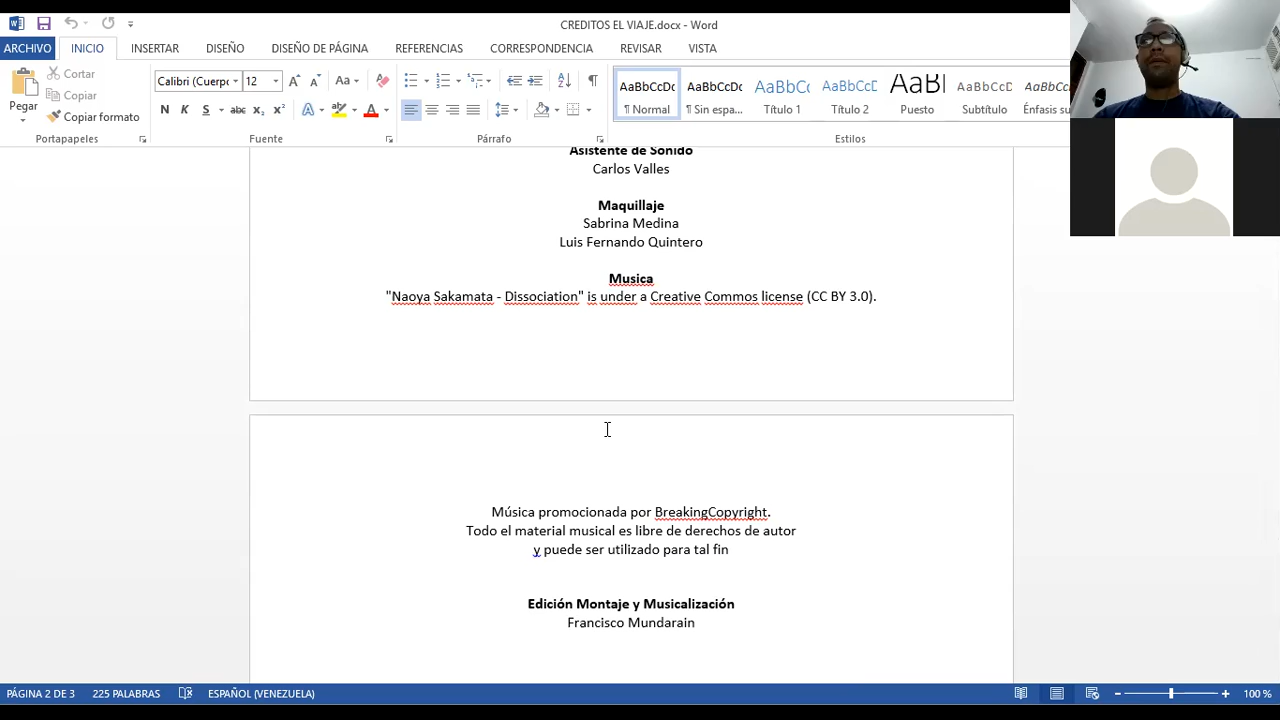 CREDITOS EL VIAJE.docx - Word
ARCHIVO INICIO INSERTAR DISEÑO DISEÑO DE PÁGINA REFERENCIAS CORRESPONDENCIA REVISAR VISTA
Pegar
Cortar
Copiar
Copiar formato
Portapapeles
Calibri (Cuerpo 12
N K S abc x₂ x²
Fuente
Párrafo
AaBbCcDc AaBbCcDc AaBbC AaBbCcC AaBl AaBbCcD AaBbCcD
¶ Normal ¶ Sin espa... Título 1 Título 2 Puesto Subtítulo Énfasis su
Estilos
Asistente de Sonido
Carlos Valles
Maquillaje
Sabrina Medina
Luis Fernando Quintero
Musica
"Naoya Sakamata - Dissociation" is under a Creative Commos license (CC BY 3.0).
Música promocionada por BreakingCopyright.
Todo el material musical es libre de derechos de autor
y puede ser utilizado para tal fin
Edición Montaje y Musicalización
Francisco Mundarain
PÁGINA 2 DE 3 225 PALABRAS ESPAÑOL (VENEZUELA) 100 %